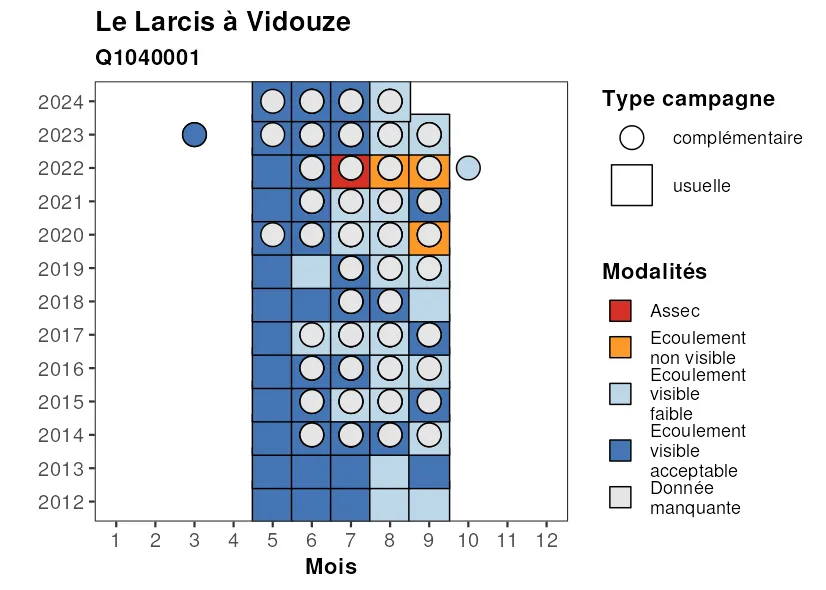 Le Larcis à Vidouze
Q1040001
2024
2023
2022
2021
2020
2019
2018
2017
2016
2015
2014
2013
2012
1 2 3 4 5 6 7 8 9 10 11 12
Mois
Type campagne
complémentaire
usuelle
Modalités
Assec
Ecoulement
non visible
Ecoulement
visible
faible
Ecoulement
visible
acceptable
Donnée
manquante